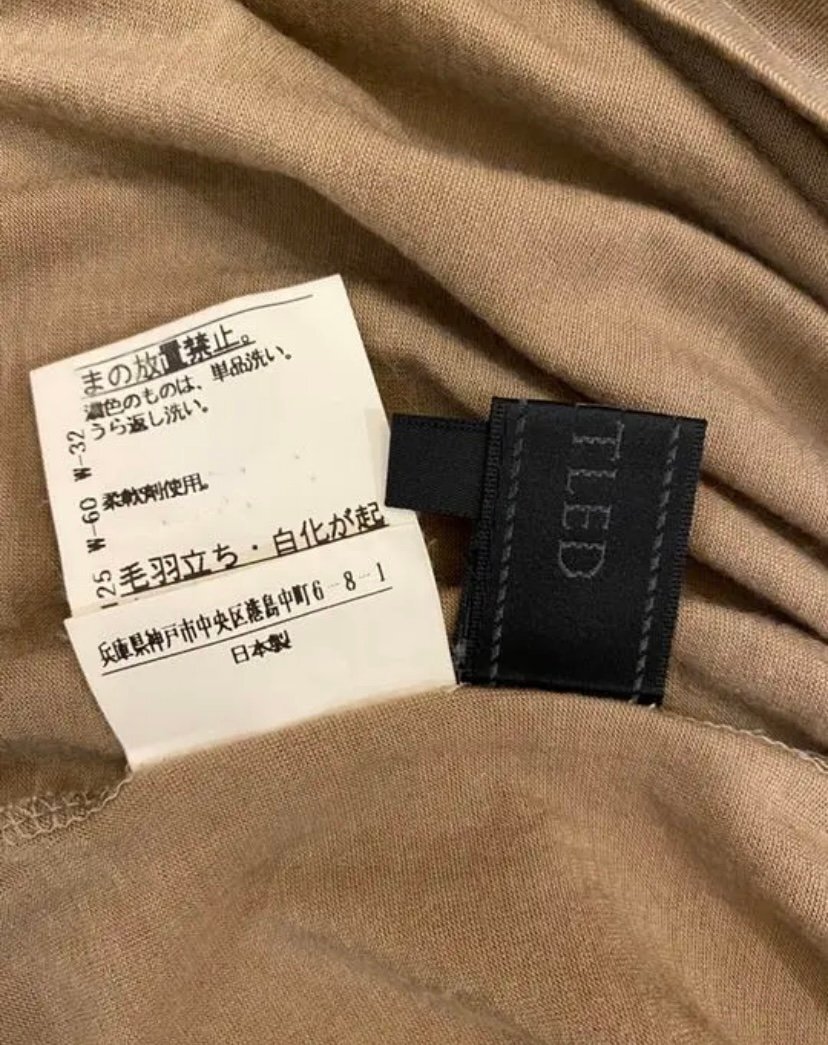 まの放置禁止。
濃色のものは、単品洗い。
うら返し洗い。
柔軟剤使用。
毛羽立ち・白化が起
W-32
W-60
125
兵庫県神戸市中央区港島中町6-8-1
日本製
TLED